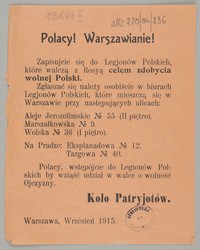 Polacy! Warszawianie!
Zapisujcie się do Legionów Polskich,
które walczą z Rosyą celem zdobycia
wolnej Polski.
Zgłaszać się należy osobiście w biurach
Legionów Polskich, które mieszczą się w
Warszawie przy następujących ulicach:
Aleje Jerozolimskie № 55 (II piętro).
Marszałkowska № 9.
Wolska № 36 (I piętro).
Na Pradze: Eksplanadowa № 12.
Targowa № 40.
Polacy, wstępujcie do Legionów Pol-
skich by wziąść udział w walce o wolność
Ojczyzny.
Koło Patryjotów.
Warszawa, Wrzesień 1915.